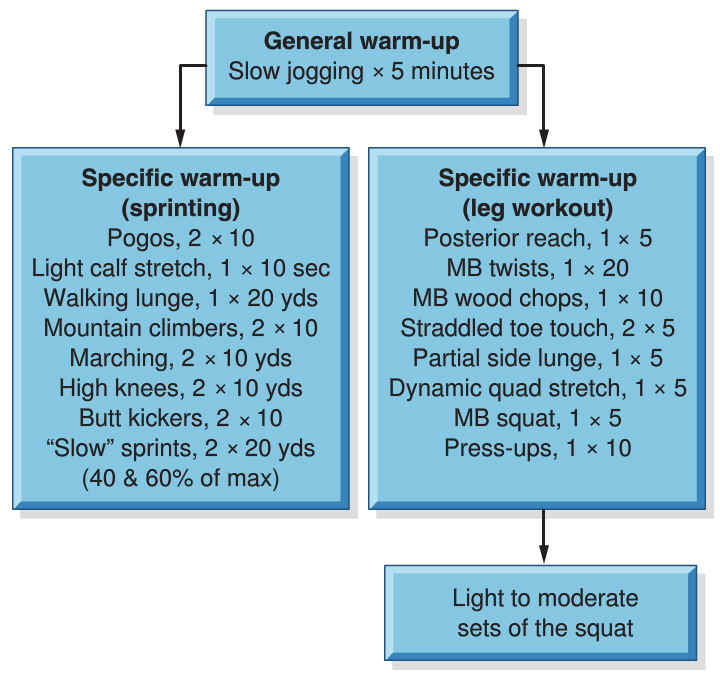 General warm-up
Slow jogging × 5 minutes
Specific warm-up
(sprinting)
Pogos, 2 × 10
Light calf stretch, 1 × 10 sec
Walking lunge, 1 × 20 yds
Mountain climbers, 2 × 10
Marching, 2 × 10 yds
High knees, 2 × 10 yds
Butt kickers, 2 × 10
“Slow” sprints, 2 × 20 yds
(40 & 60% of max)
Specific warm-up
(leg workout)
Posterior reach, 1 × 5
MB twists, 1 × 20
MB wood chops, 1 × 10
Straddled toe touch, 2 × 5
Partial side lunge, 1 × 5
Dynamic quad stretch, 1 × 5
MB squat, 1 × 5
Press-ups, 1 × 10
Light to moderate
sets of the squat